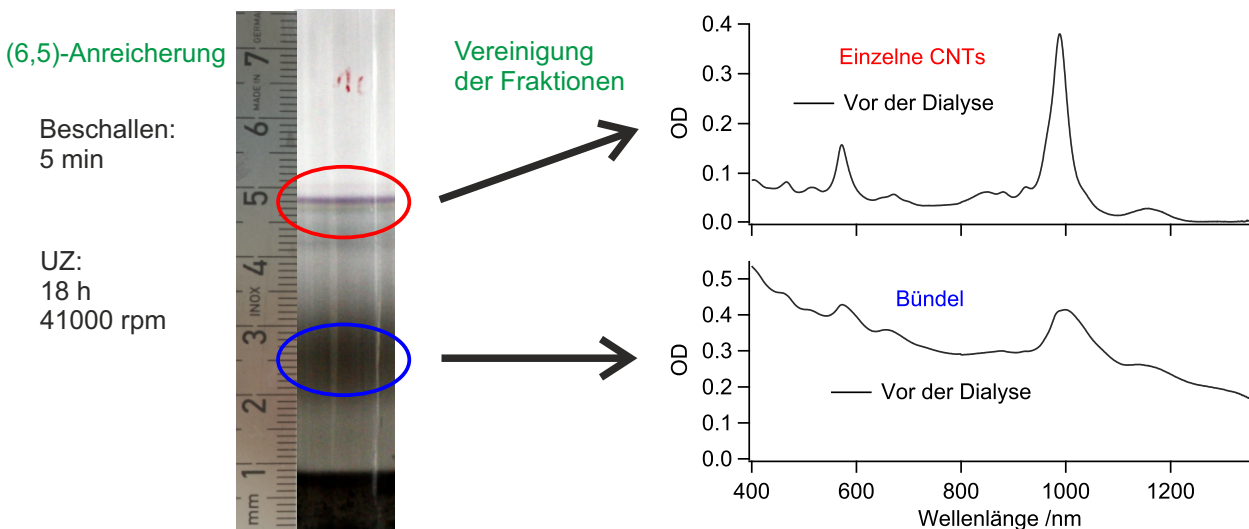 (6,5)-Anreicherung
Beschallen:
5 min
UZ:
18 h
41000 rpm
7
6
5
4
3
2
1
mm
INOX
MADE IN
Vereinigung
der Fraktionen
0.4
0.3
0.2
0.1
0.0
OD
Einzelne CNTs
Vor der Dialyse
0.5
0.4
0.3
0.2
0.1
0.0
OD
Bündel
Vor der Dialyse
400
600
800
1000
1200
Wellenlänge /nm